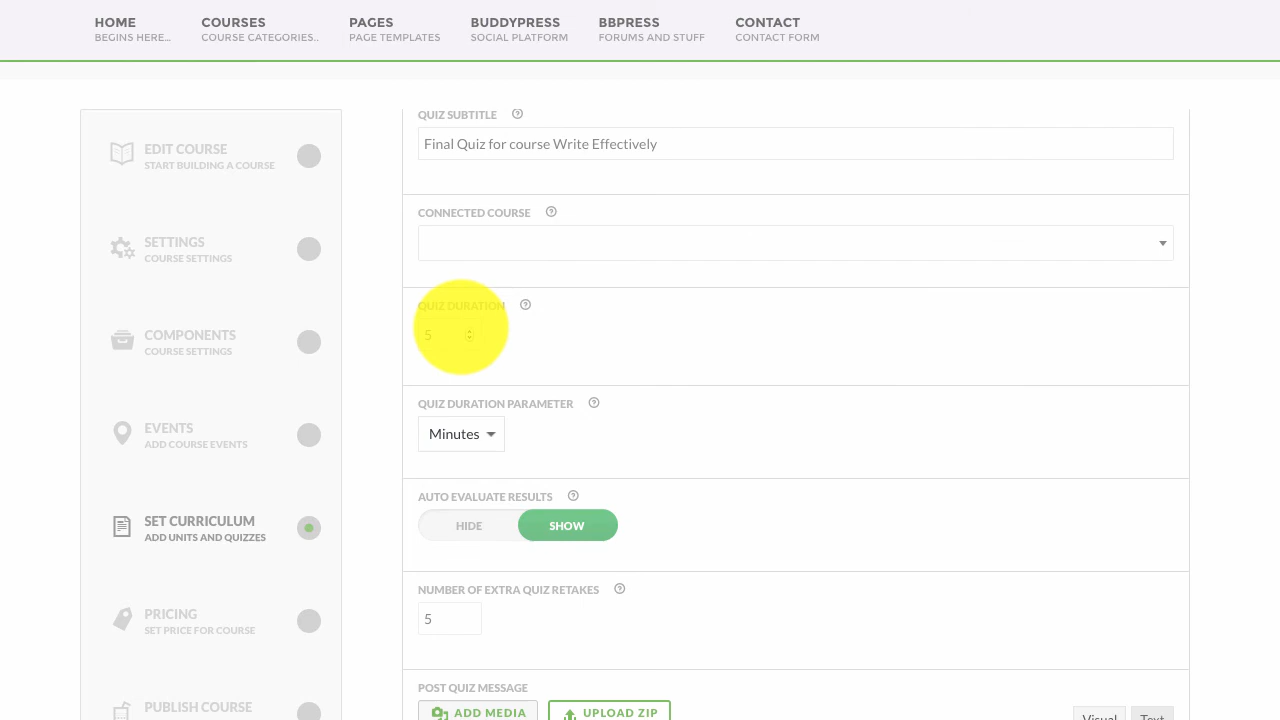 HOME
BEGINS HERE...
COURSES
COURSE CATEGORIES..
PAGES
PAGE TEMPLATES
BUDDYPRESS
SOCIAL PLATFORM
BBPRESS
FORUMS AND STUFF
CONTACT
CONTACT FORM
EDIT COURSE
START BUILDING A COURSE
SETTINGS
COURSE SETTINGS
COMPONENTS
COURSE SETTINGS
EVENTS
ADD COURSE EVENTS
SET CURRICULUM
ADD UNITS AND QUIZZES
PRICING
SET PRICE FOR COURSE
PUBLISH COURSE
QUIZ SUBTITLE
Final Quiz for course Write Effectively
CONNECTED COURSE
QUIZ DURATION
5
QUIZ DURATION PARAMETER
Minutes
AUTO EVALUATE RESULTS
HIDE SHOW
NUMBER OF EXTRA QUIZ RETAKES
5
POST QUIZ MESSAGE
ADD MEDIA UPLOAD ZIP
Visual Text